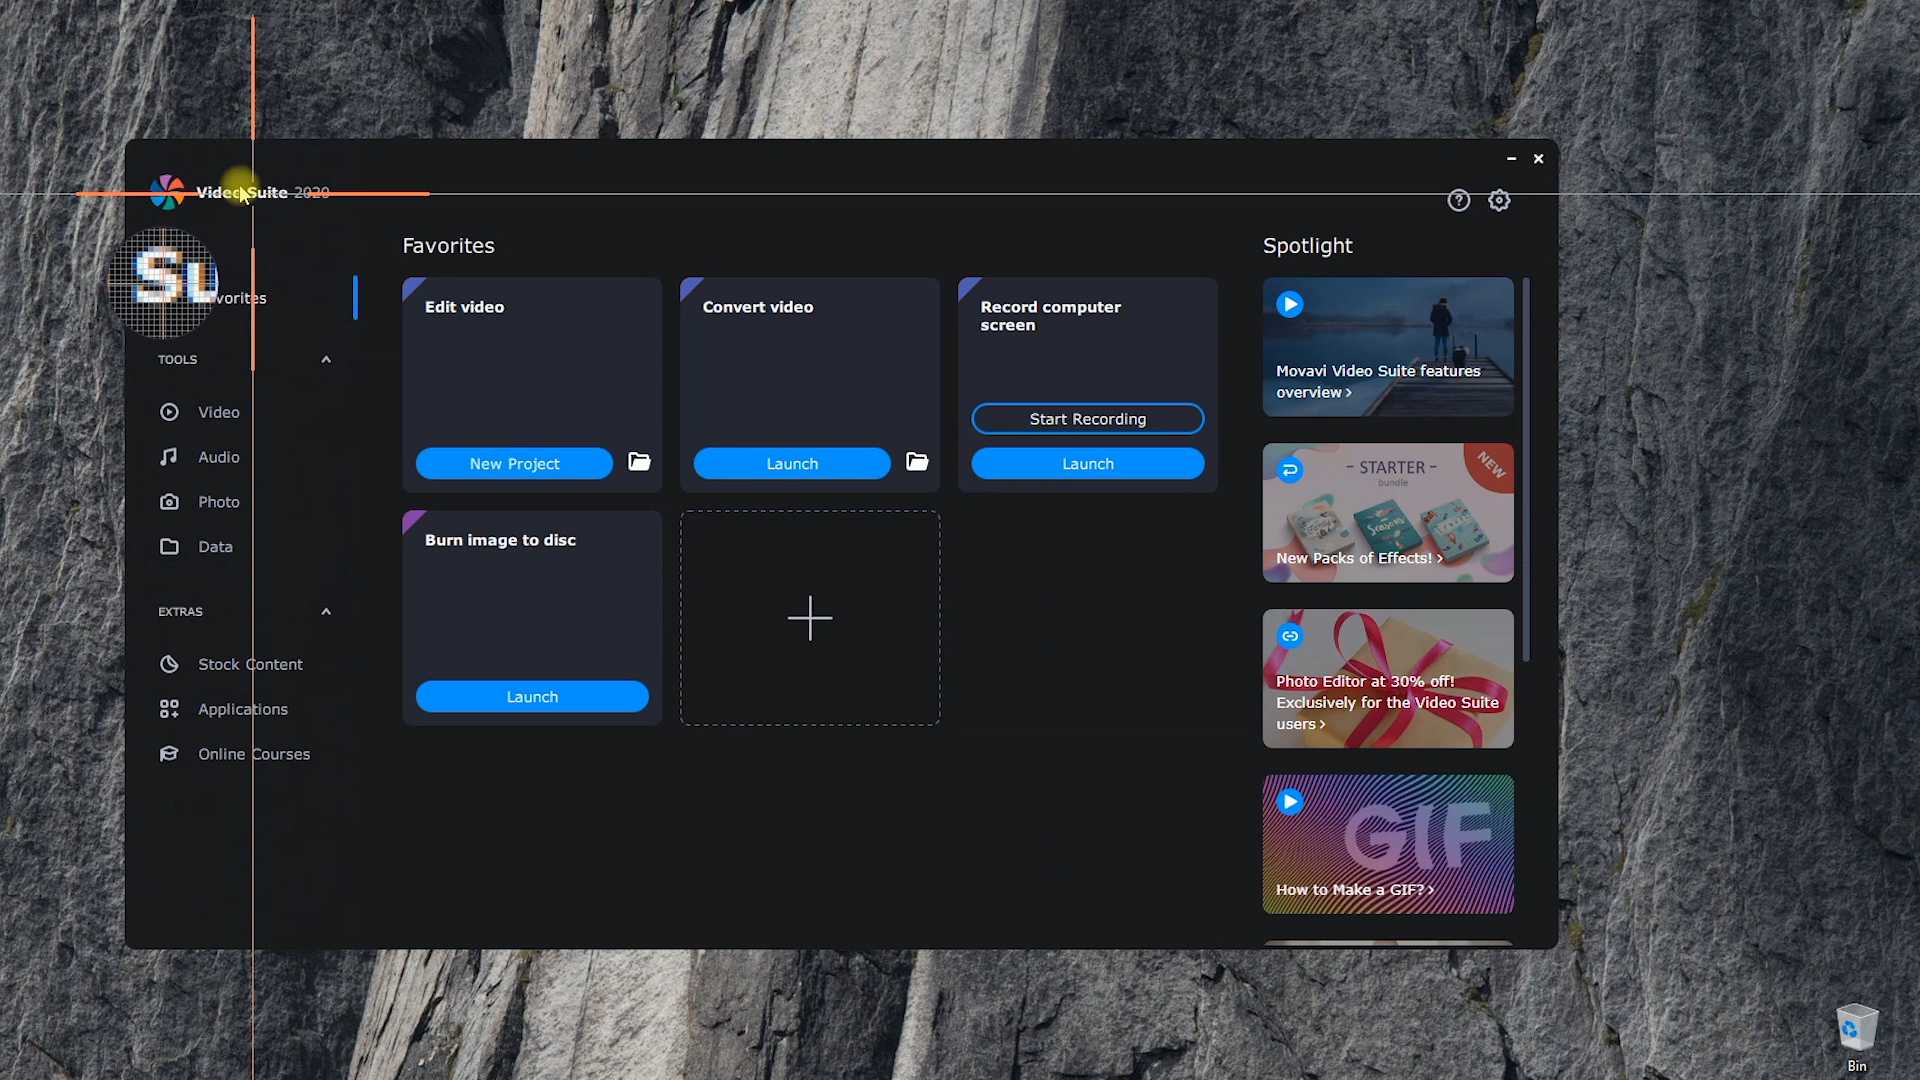 Video Suite 2020
Su
vorites
TOOLS
Video
Audio
Photo
Data
EXTRAS
Stock Content
Applications
Online Courses
Favorites
Edit video
New Project
Convert video
Launch
Record computer
screen
Start Recording
Launch
Burn image to disc
Launch
Spotlight
Movavi Video Suite features
overview ›
- STARTER -
bundle
NEW
Seasons
New Packs of Effects! ›
Photo Editor at 30% off!
Exclusively for the Video Suite
users ›
GIF
How to Make a GIF? ›
Bin